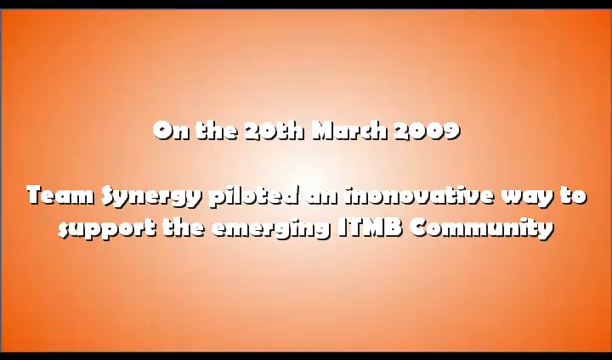 On the 20th March 2009
Team Synergy piloted an inonovative way to
support the emerging ITMB Community